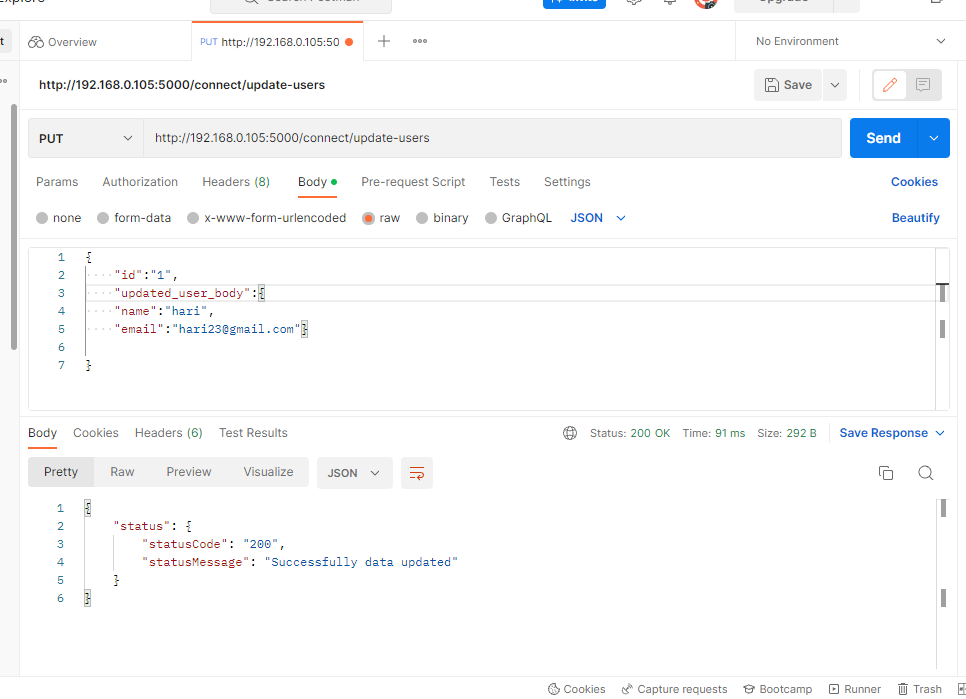 Explore
Search Postman
Invite
Upgrade
Overview
PUT http://192.168.0.105:50
No Environment
http://192.168.0.105:5000/connect/update-users
Save
PUT
http://192.168.0.105:5000/connect/update-users
Send
Params Authorization Headers (8) Body Pre-request Script Tests Settings Cookies
none form-data x-www-form-urlencoded raw binary GraphQL JSON Beautify
1 {
2 "id":"1",
3 "updated_user_body":{
4 "name":"hari",
5 "email":"hari23@gmail.com"}
6
7 }
Body Cookies Headers (6) Test Results Status: 200 OK Time: 91 ms Size: 292 B Save Response
Pretty Raw Preview Visualize JSON
1 {
2 "status": {
3 "statusCode": "200",
4 "statusMessage": "Successfully data updated"
5 }
6 }
Cookies Capture requests Bootcamp Runner Trash